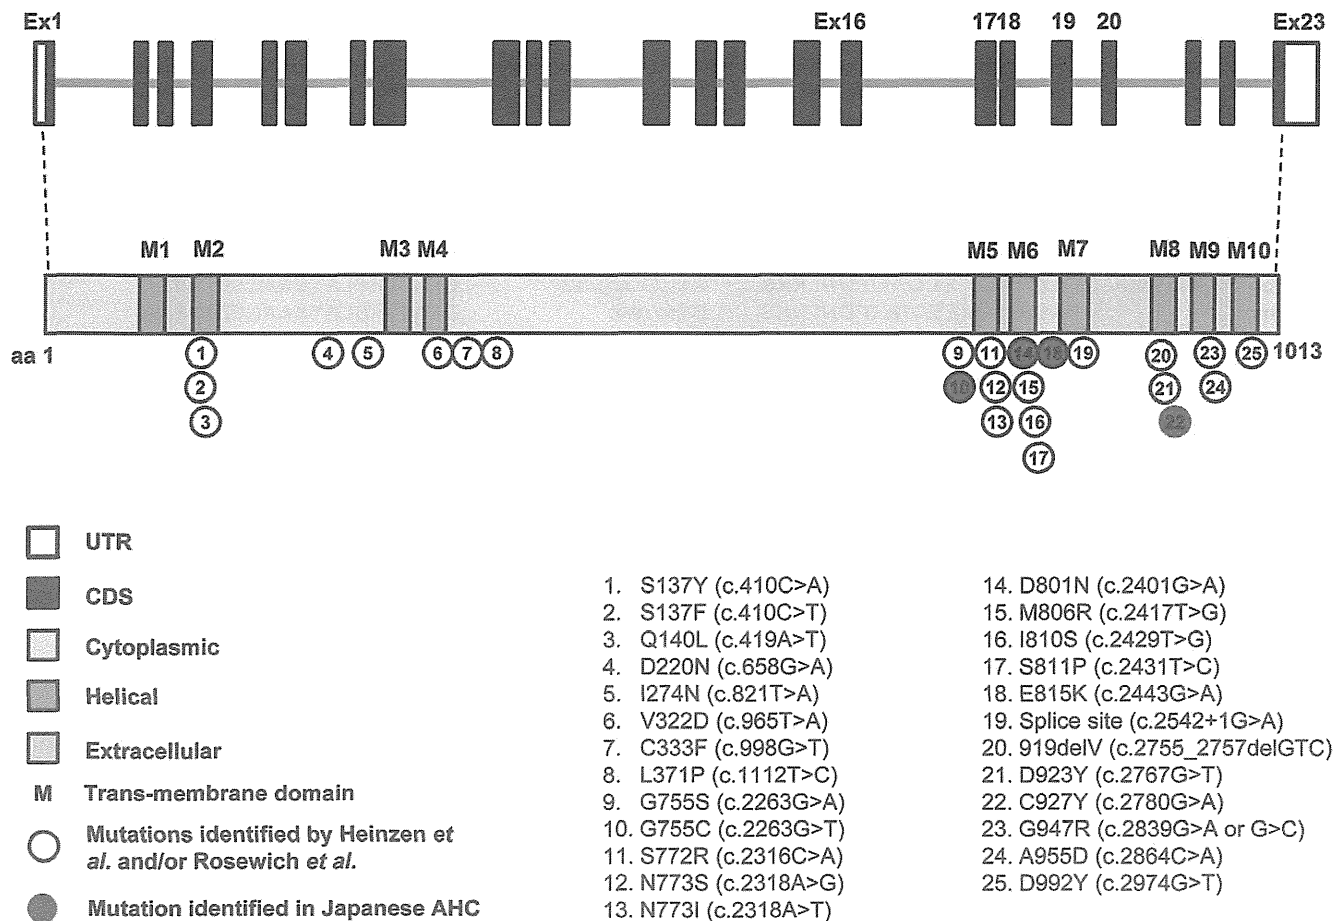 Ex1 Ex16 17 18 19 20 Ex23
M1 M2 M3 M4 M5 M6 M7 M8 M9 M10
aa 1 1 4 5 6 7 8 9 11 14 18 19 20 23 25 1013
2 10 12 15 21 24
3 13 16 22
17
UTR
CDS
Cytoplasmic
Helical
Extracellular
M Trans-membrane domain
Mutations identified by Heinzen et
al. and/or Rosewich et al.
Mutation identified in Japanese AHC
1. S137Y (c.410C>A)
2. S137F (c.410C>T)
3. Q140L (c.419A>T)
4. D220N (c.658G>A)
5. I274N (c.821T>A)
6. V322D (c.965T>A)
7. C333F (c.998G>T)
8. L371P (c.1112T>C)
9. G755S (c.2263G>A)
10. G755C (c.2263G>T)
11. S772R (c.2316C>A)
12. N773S (c.2318A>G)
13. N773I (c.2318A>T)
14. D801N (c.2401G>A)
15. M806R (c.2417T>G)
16. I810S (c.2429T>G)
17. S811P (c.2431T>C)
18. E815K (c.2443G>A)
19. Splice site (c.2542+1G>A)
20. 919delV (c.2755_2757delGTC)
21. D923Y (c.2767G>T)
22. C927Y (c.2780G>A)
23. G947R (c.2839G>A or G>C)
24. A955D (c.2864C>A)
25. D992Y (c.2974G>T)